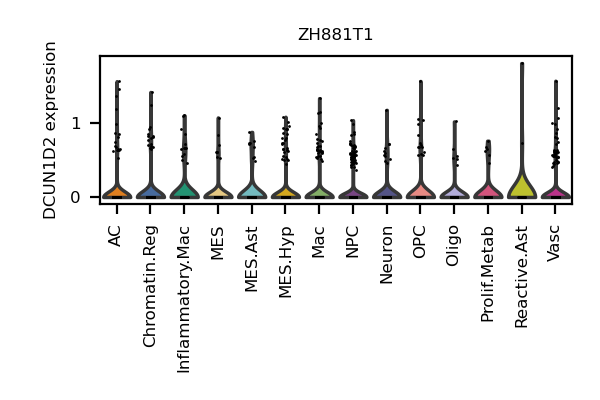 ZH881T1
DCUN1D2 expression
1
0
AC
Chromatin.Reg
Inflammatory.Mac
MES
MES.Ast
MES.Hyp
Mac
NPC
Neuron
OPC
Oligo
Prolif.Metab
Reactive.Ast
Vasc